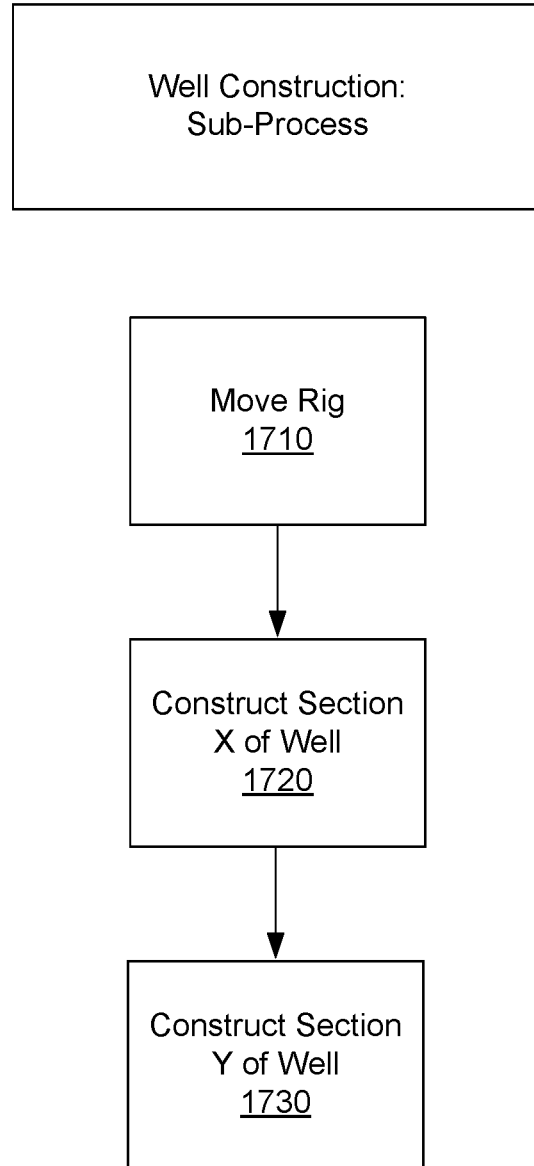 Well Construction:
Sub-Process
Move Rig
1710
Construct Section
X of Well
1720
Construct Section
Y of Well
1730